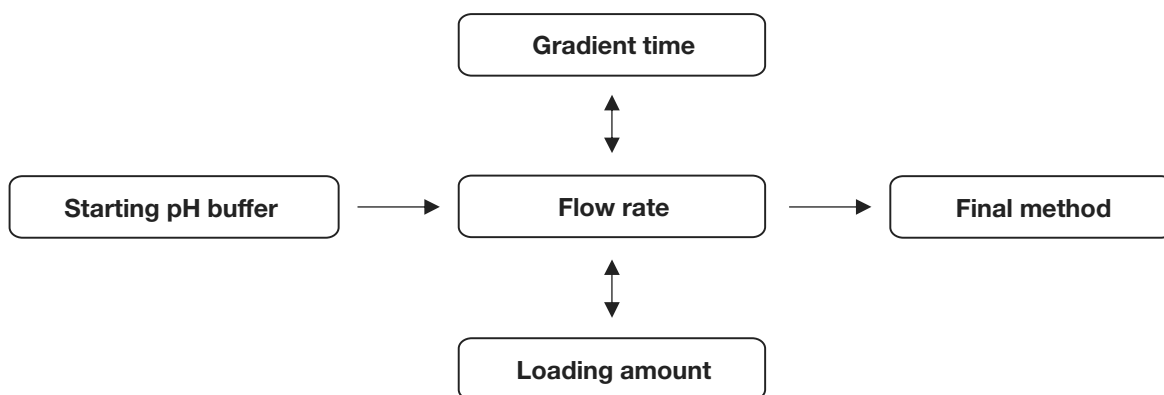 Gradient time
Starting pH buffer
Flow rate
Final method
Loading amount